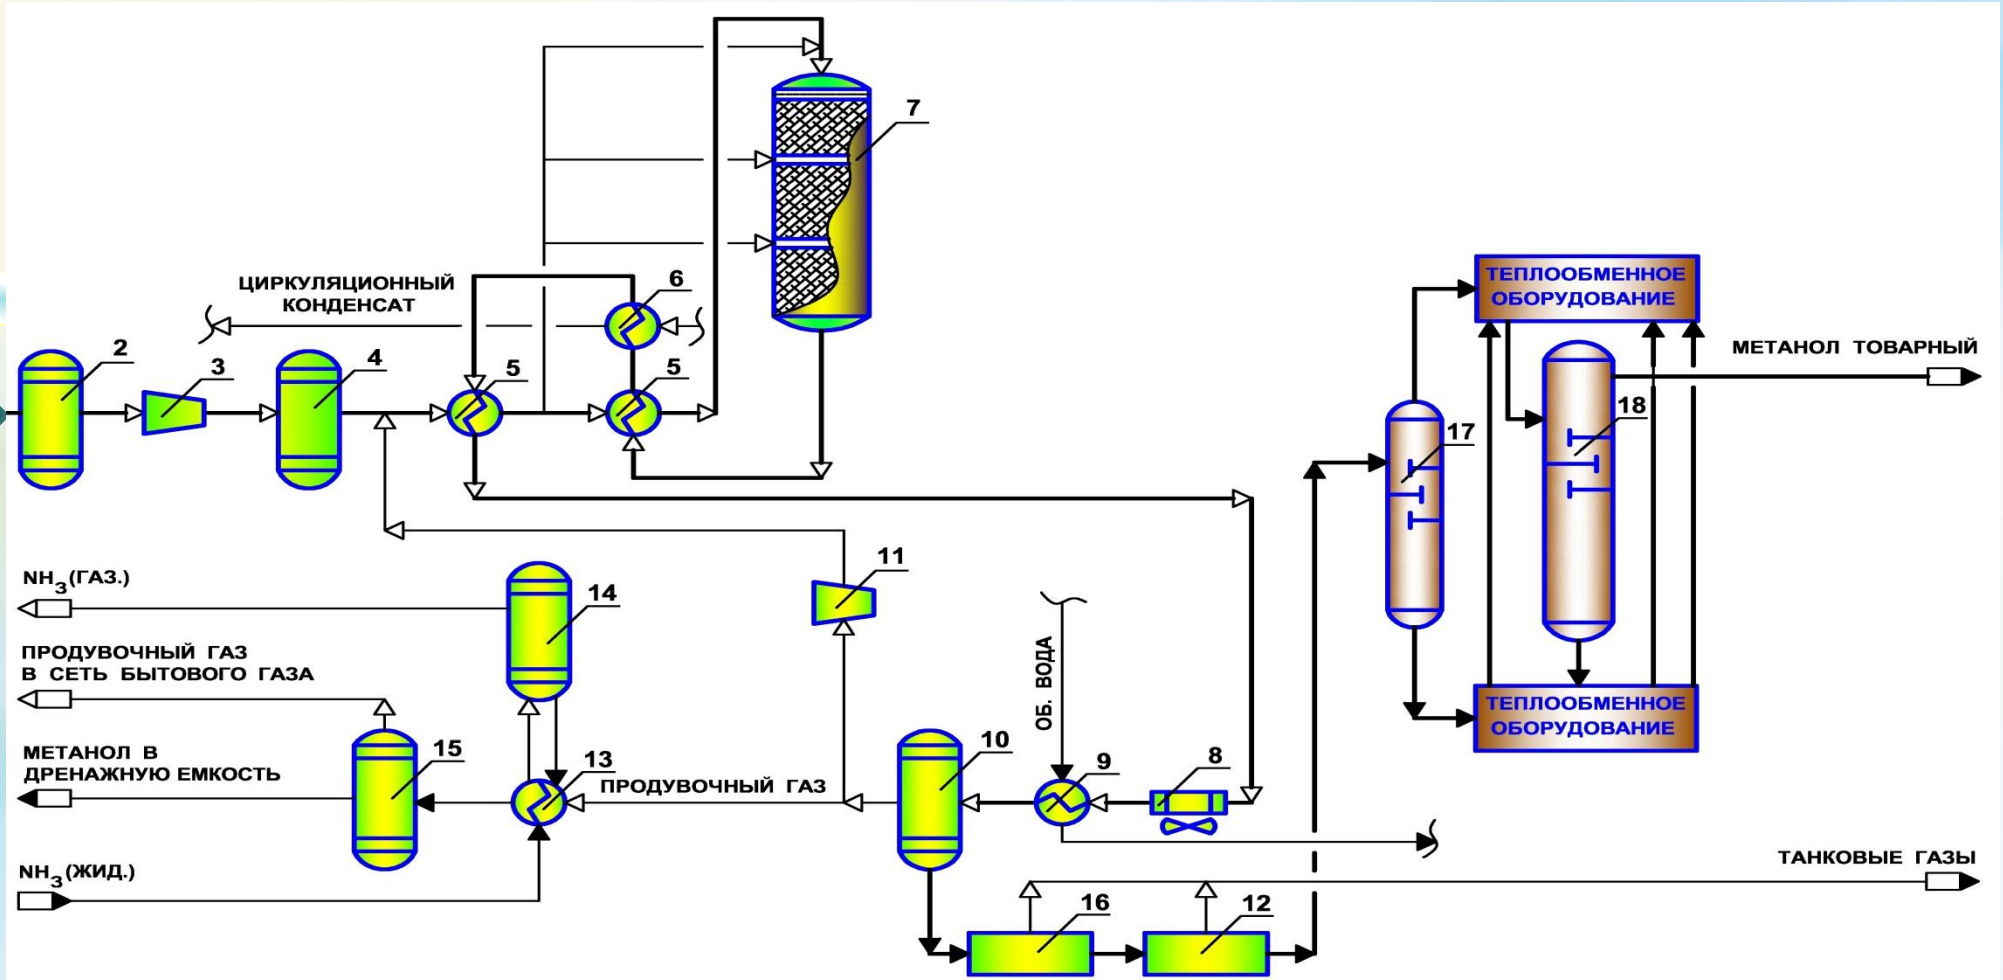 7
ТЕПЛООБМЕННОЕ
ОБОРУДОВАНИЕ
ЦИРКУЛЯЦИОННЫЙ
КОНДЕНСАТ
6
МЕТАНОЛ ТОВАРНЫЙ
2
3
4
5
5
18
17
11
NH3 (ГАЗ.)
14
ПРОДУВОЧНЫЙ ГАЗ
В СЕТЬ БЫТОВОГО ГАЗА
ОБ. ВОДА
ТЕПЛООБМЕННОЕ
ОБОРУДОВАНИЕ
МЕТАНОЛ В
ДРЕНАЖНУЮ ЕМКОСТЬ
15
13
ПРОДУВОЧНЫЙ ГАЗ
10
9
8
NH3 (ЖИД.)
ТАНКОВЫЕ ГАЗЫ
16
12